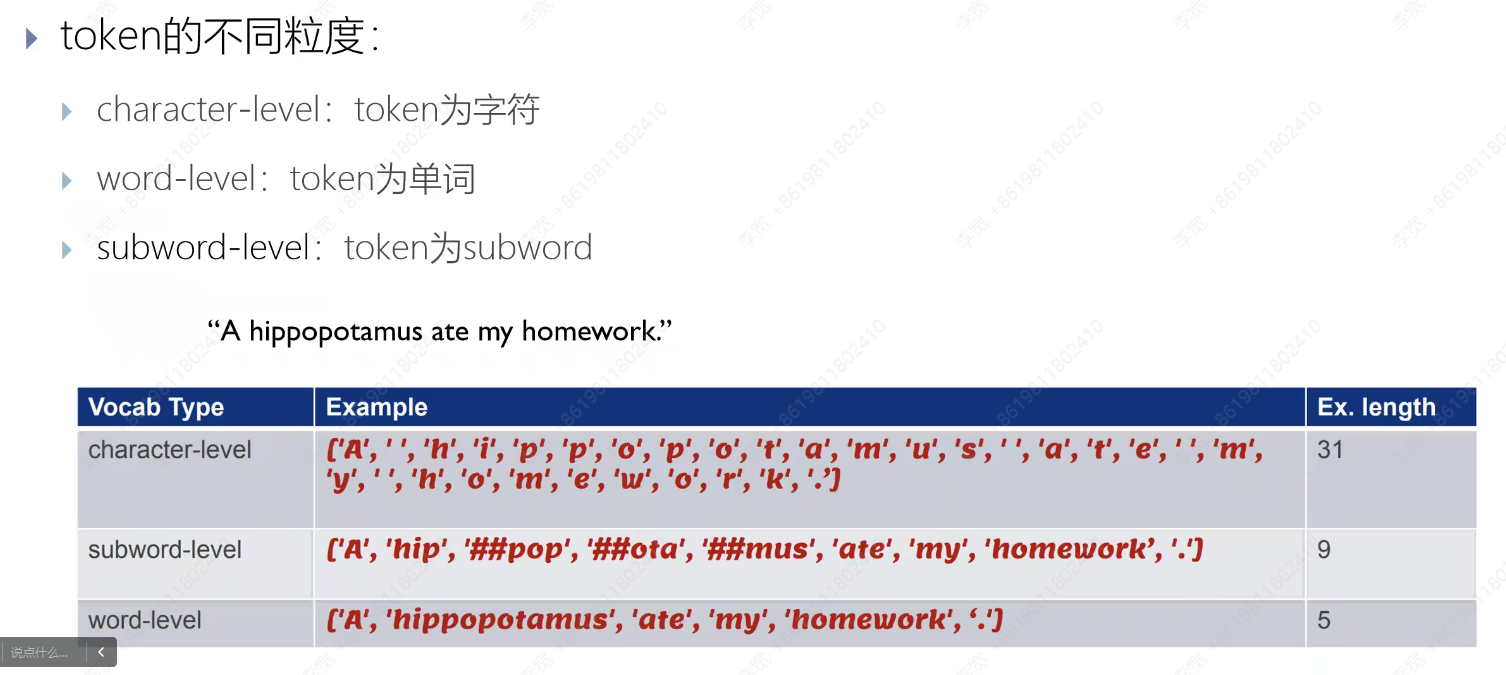 token的不同粒度：
character-level：token为字符
word-level：token为单词
subword-level：token为subword
“A hippopotamus ate my homework.”
Vocab Type Example Ex. length
character-level ['A', ' ', 'h', 'i', 'p', 'p', 'o', 'p', 'o', 't', 'a', 'm', 'u', 's', ' ', 'a', 't', 'e', ' ', 'm', 31
'y', ' ', 'h', 'o', 'm', 'e', 'w', 'o', 'r', 'k', '.’]
subword-level ['A', 'hip', '##pop', '##ota', '##mus', 'ate', 'my', 'homework’, '.'] 9
word-level ['A', 'hippopotamus', 'ate', 'my', 'homework', ‘.'] 5
说点什么...
李宽 +8619811802410